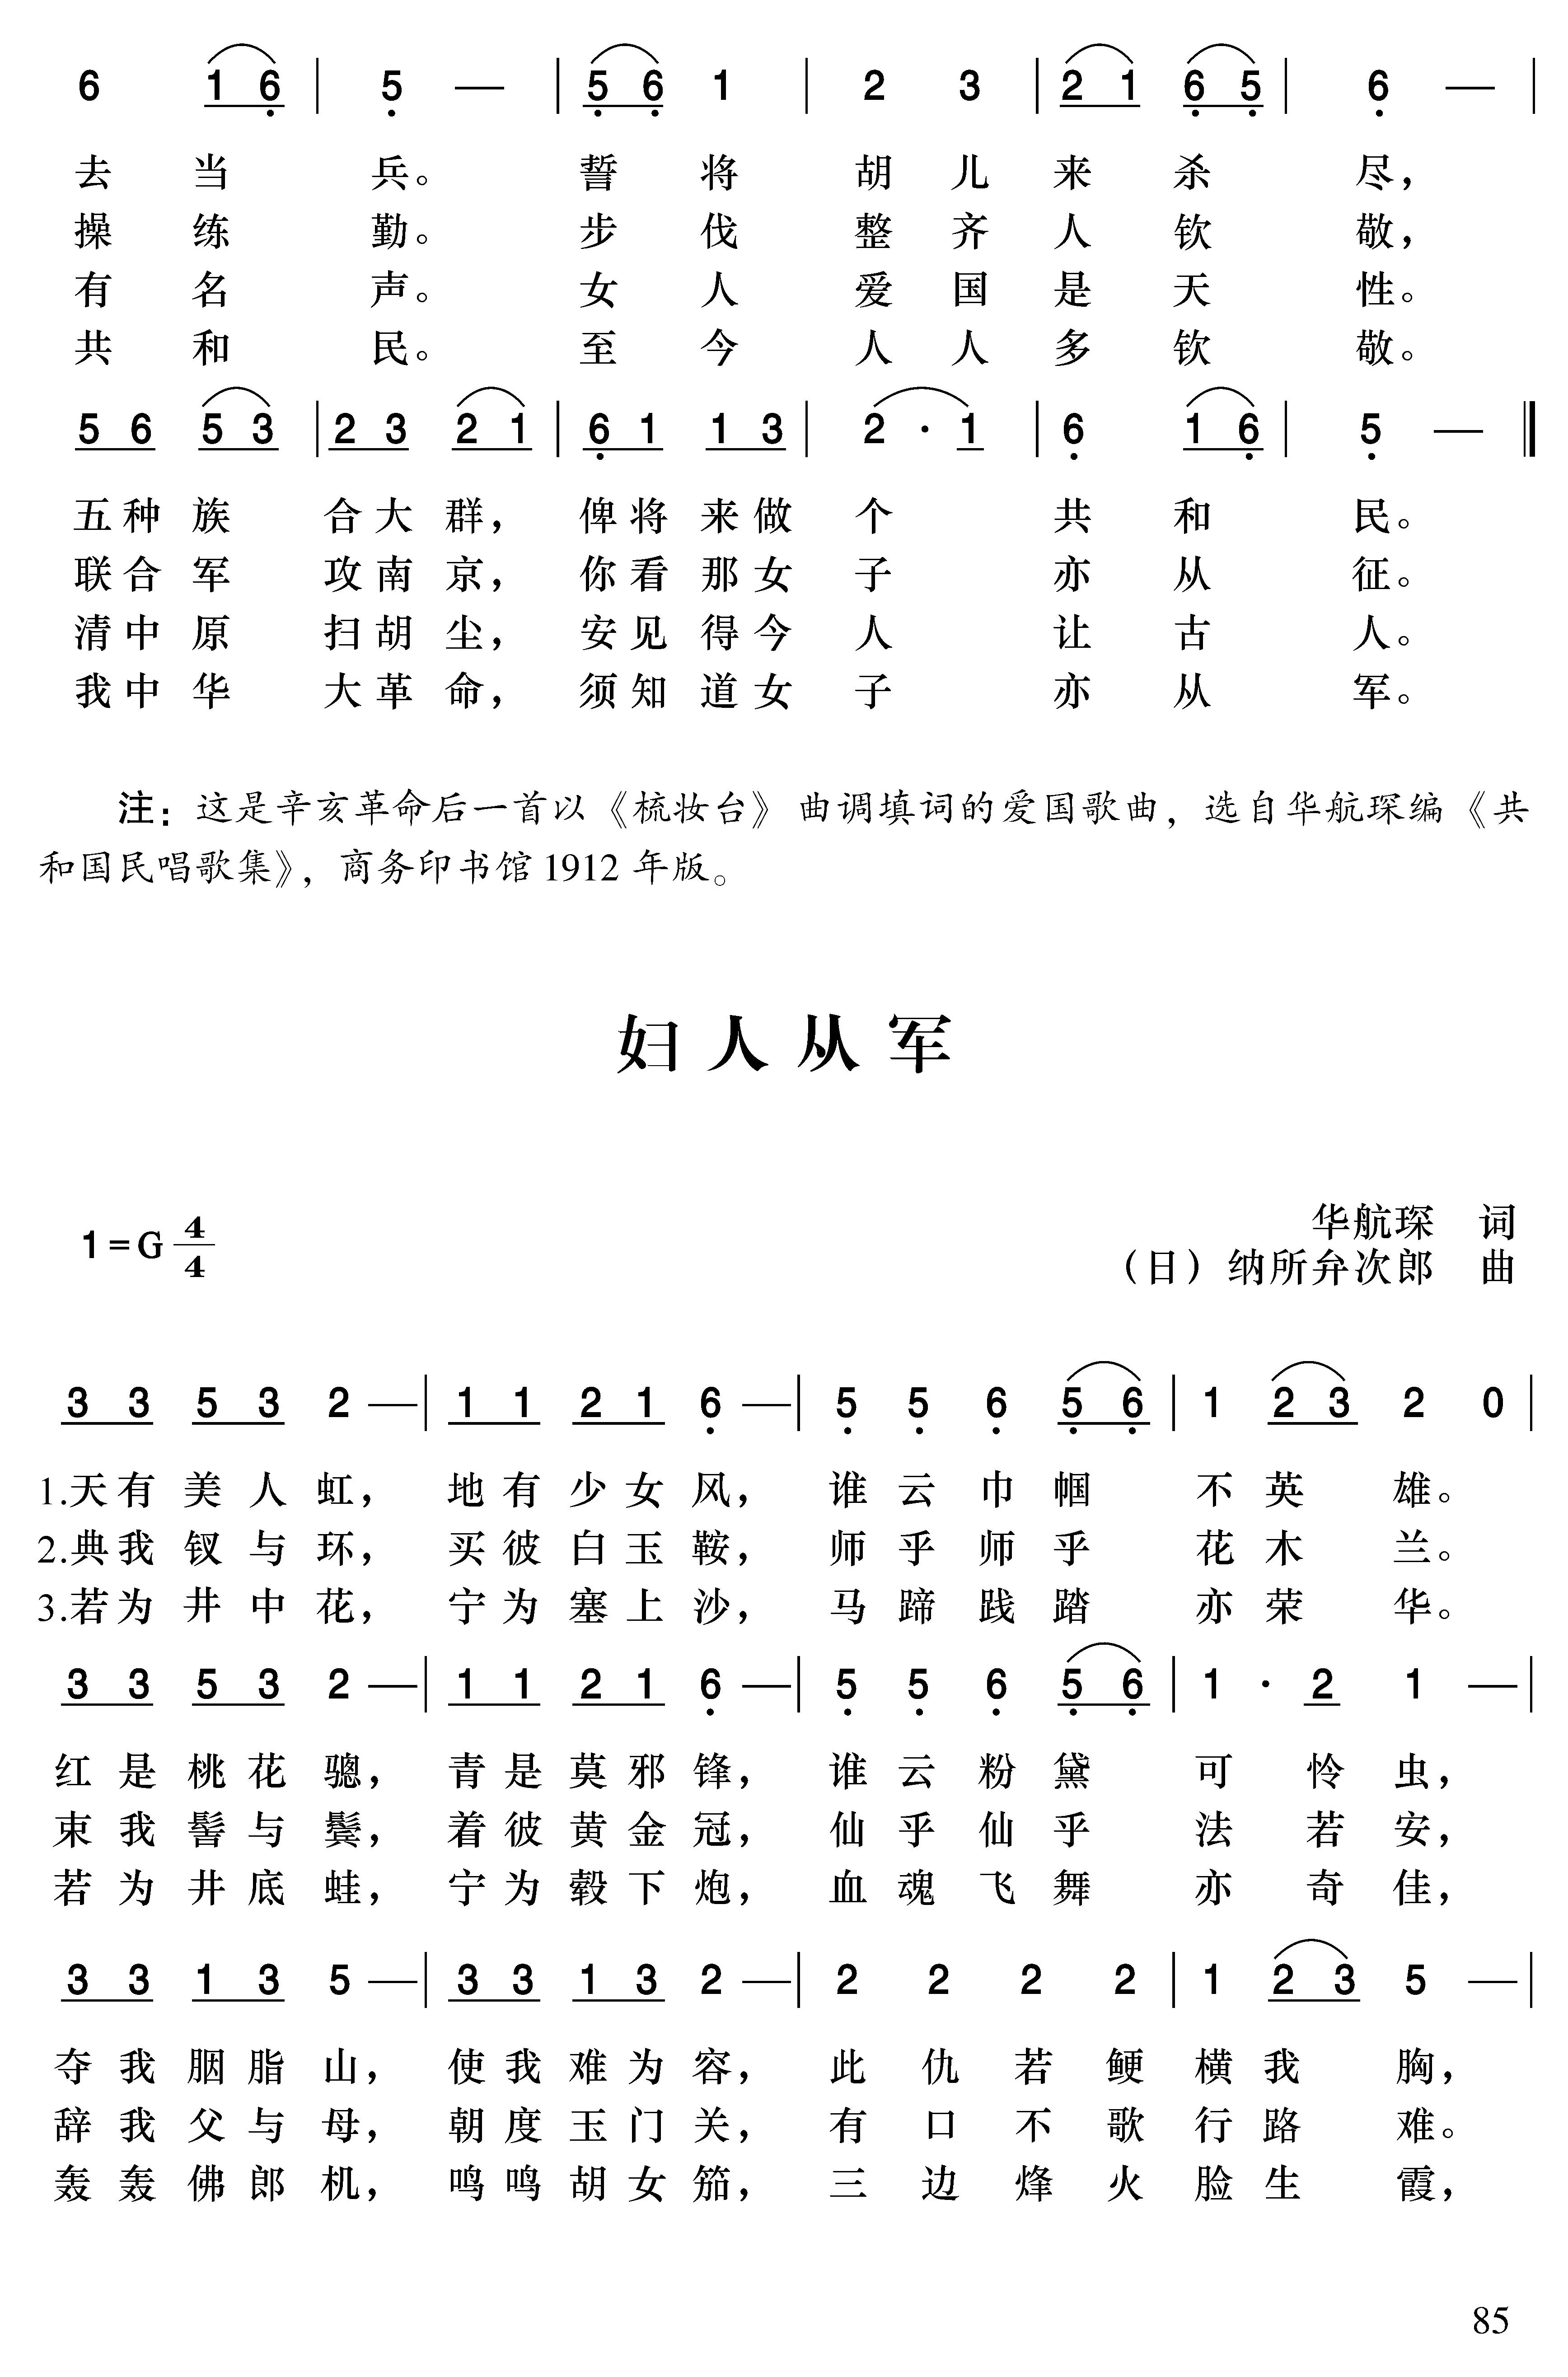 6 1 6 | 5 — | 5 6 1 | 2 3 | 2 1 6 5 | 6 — |
去 当 兵。 誓 将 胡 儿 来 杀 尽，
操 练 勤。 步 伐 整 齐 人 钦 敬，
有 名 声。 女 人 爱 国 是 天 性。
共 和 民。 至 今 人 人 多 钦 敬。
5 6 5 3 | 2 3 2 1 | 6 1 1 3 | 2 · 1 | 6 1 6 | 5 — ‖
五 种 族 合 大 群， 俾 将 来 做 个 共 和 民。
联 合 军 攻 南 京， 你 看 那 女 子 亦 从 征。
清 中 原 扫 胡 尘， 安 见 得 今 人 让 古 人。
我 中 华 大 革 命， 须 知 道 女 子 亦 从 军。
注：这是辛亥革命后一首以《梳妆台》曲调填词的爱国歌曲，选自华航琛编《共
和国民唱歌集》，商务印书馆1912 年版。
妇人从军
1=G 4/4
华航琛 词
（日）纳所弁次郎 曲
3 3 5 3 2 — | 1 1 2 1 6 — | 5 5 6 5 6 | 1 2 3 2 0 |
1.天 有 美 人 虹， 地 有 少 女 风， 谁 云 巾 帼 不 英 雄。
2.典 我 钗 与 环， 买 彼 白 玉 鞍， 师 乎 师 乎 花 木 兰。
3.若 为 井 中 花， 宁 为 塞 上 沙， 马 蹄 践 踏 亦 荣 华。
3 3 5 3 2 — | 1 1 2 1 6 — | 5 5 6 5 6 | 1 · 2 1 — |
红 是 桃 花 骢， 青 是 莫 邪 锋， 谁 云 粉 黛 可 怜 虫，
束 我 髻 与 鬓， 着 彼 黄 金 冠， 仙 乎 仙 乎 法 若 安，
若 为 井 底 蛙， 宁 为 毂 下 炮， 血 魂 飞 舞 亦 奇 佳，
3 3 1 3 5 — | 3 3 1 3 2 — | 2 2 2 2 | 1 2 3 5 — |
夺 我 胭 脂 山， 使 我 难 为 容， 此 仇 若 鲠 横 我 胸，
辞 我 父 与 母， 朝 度 玉 门 关， 有 口 不 歌 行 路 难。
轰 轰 佛 郎 机， 鸣 鸣 胡 女 笳， 三 边 烽 火 脸 生 霞，
85